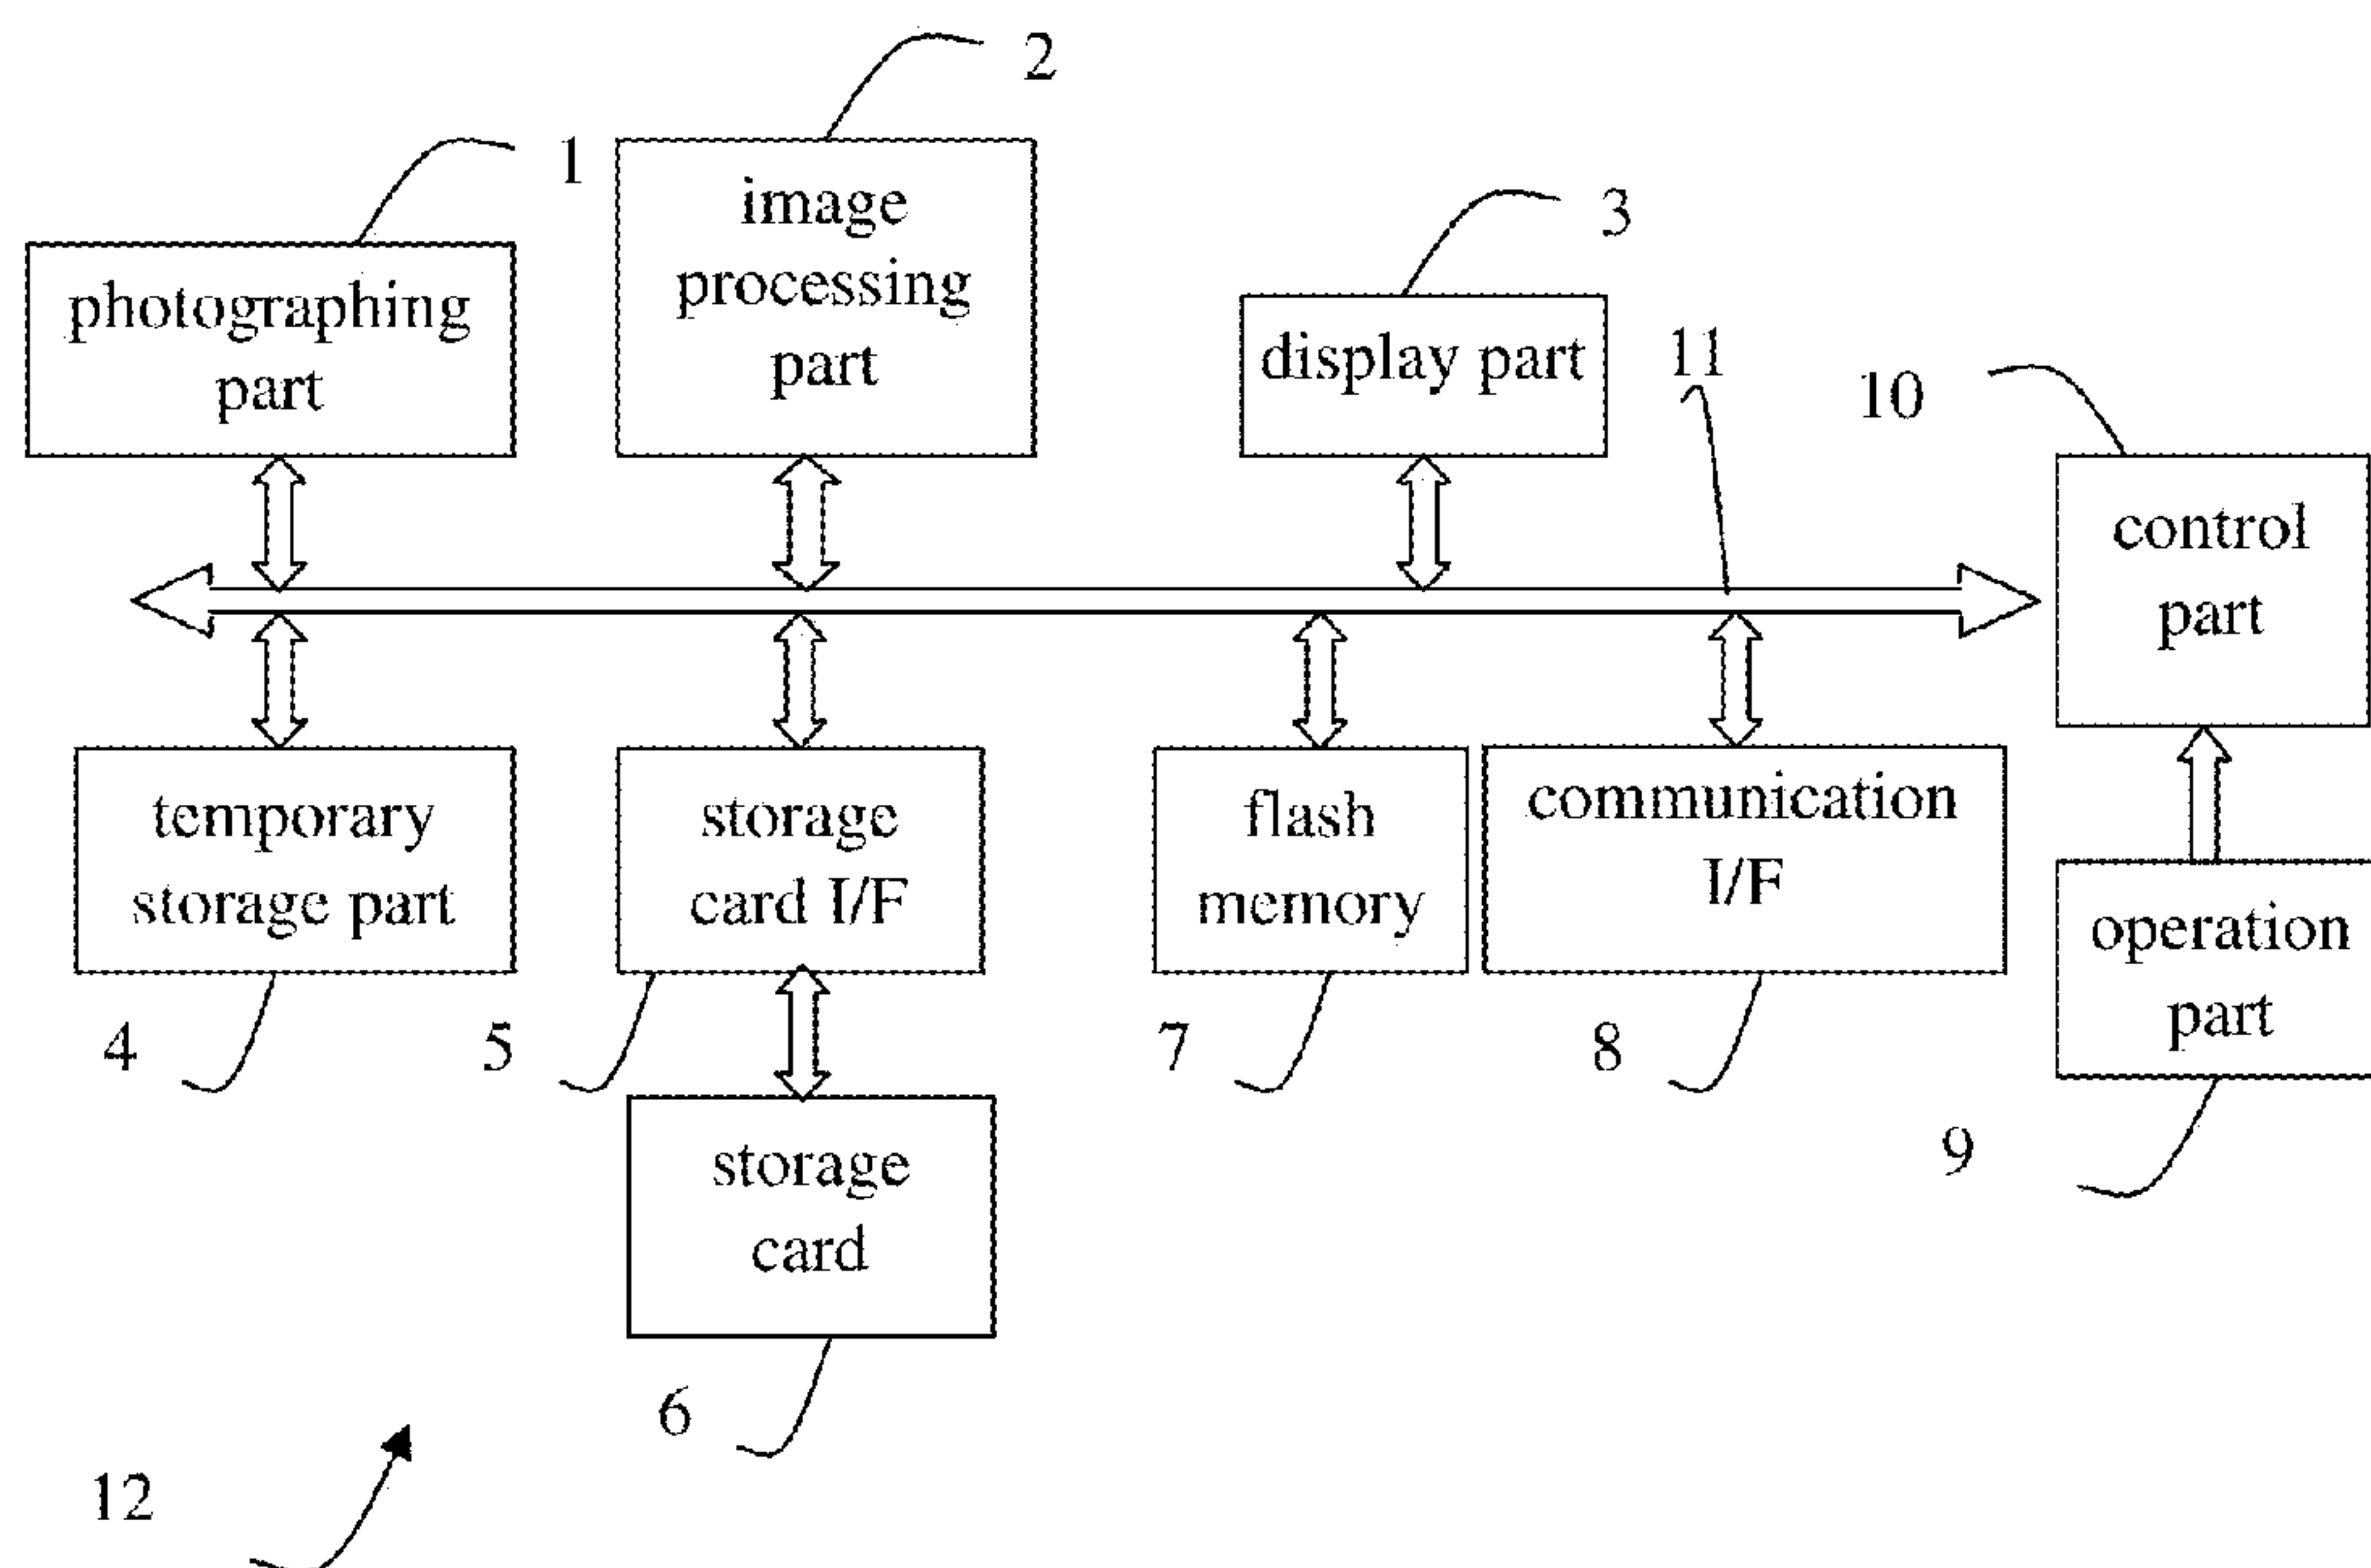 2
1
image
processing
part
3
photographing
part
display part
11
10
control
part
temporary
storage part
storage
card I/F
flash
memory
communication
I/F
operation
part
4
5
7
8
9
storage
card
6
12